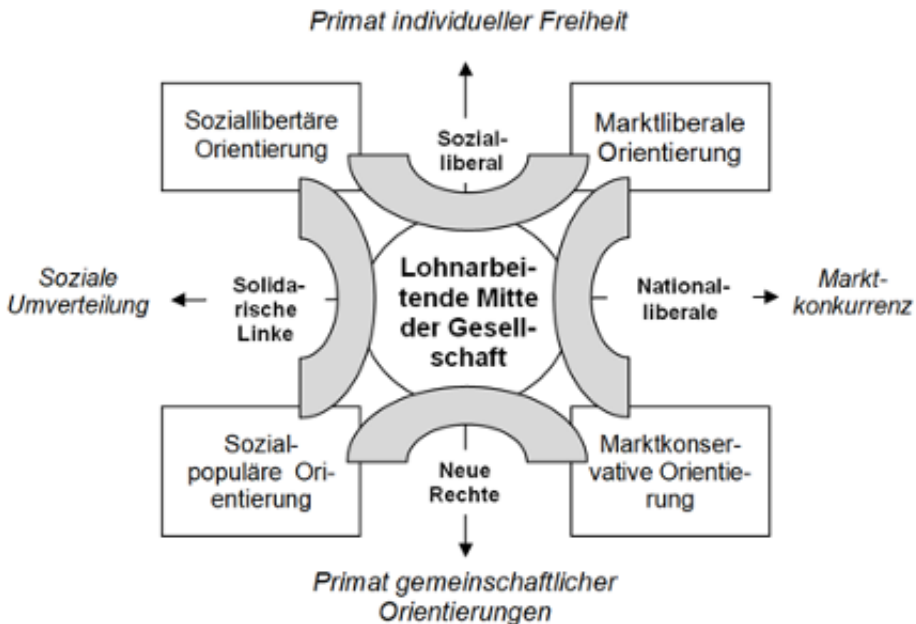 Primat individueller Freiheit
Soziallibertäre
Orientierung
Sozial-
liberal
Marktliberale
Orientierung
Soziale
Umverteilung
Solida-
rische
Linke
Lohnarbei-
tende Mitte
der Gesell-
schaft
National-
liberale
Markt-
konkurrenz
Sozial-
populäre Ori-
entierung
Neue
Rechte
Marktkonser-
vative Orientie-
rung
Primat gemeinschaftlicher
Orientierungen